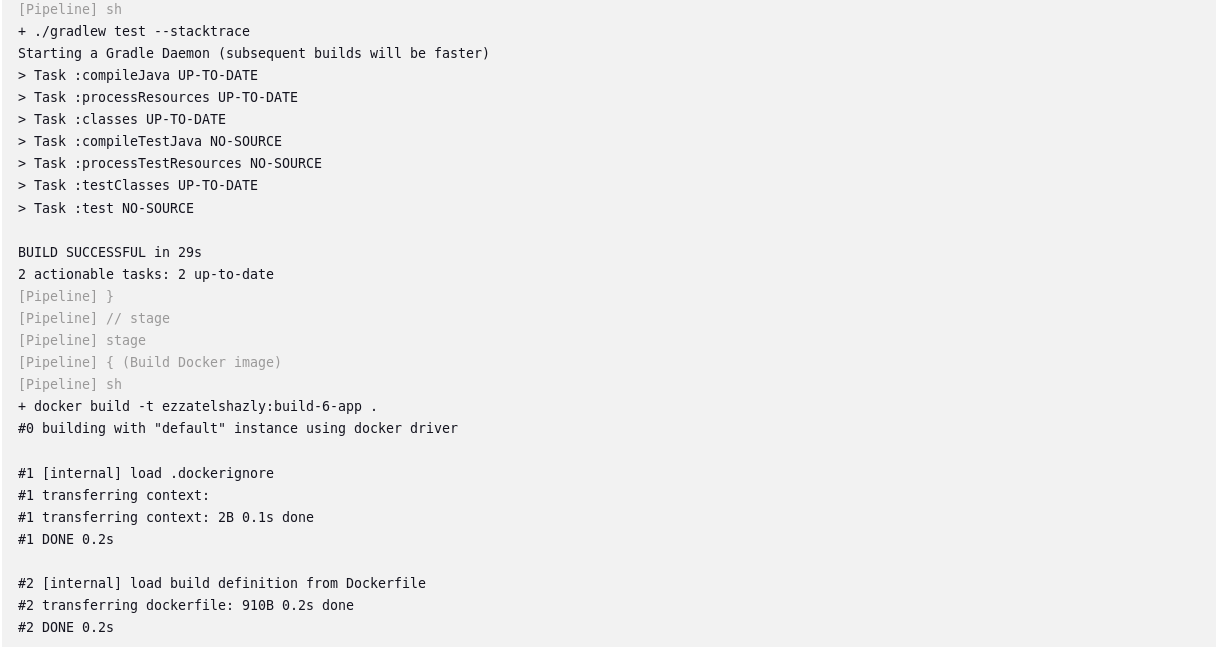 [Pipeline] sh
+ ./gradlew test --stacktrace
Starting a Gradle Daemon (subsequent builds will be faster)
> Task :compileJava UP-TO-DATE
> Task :processResources UP-TO-DATE
> Task :classes UP-TO-DATE
> Task :compileTestJava NO-SOURCE
> Task :processTestResources NO-SOURCE
> Task :testClasses UP-TO-DATE
> Task :test NO-SOURCE
BUILD SUCCESSFUL in 29s
2 actionable tasks: 2 up-to-date
[Pipeline] }
[Pipeline] // stage
[Pipeline] stage
[Pipeline] { (Build Docker image)
[Pipeline] sh
+ docker build -t ezzatelshazly:build-6-app .
#0 building with "default" instance using docker driver
#1 [internal] load .dockerignore
#1 transferring context:
#1 transferring context: 2B 0.1s done
#1 DONE 0.2s
#2 [internal] load build definition from Dockerfile
#2 transferring dockerfile: 910B 0.2s done
#2 DONE 0.2s